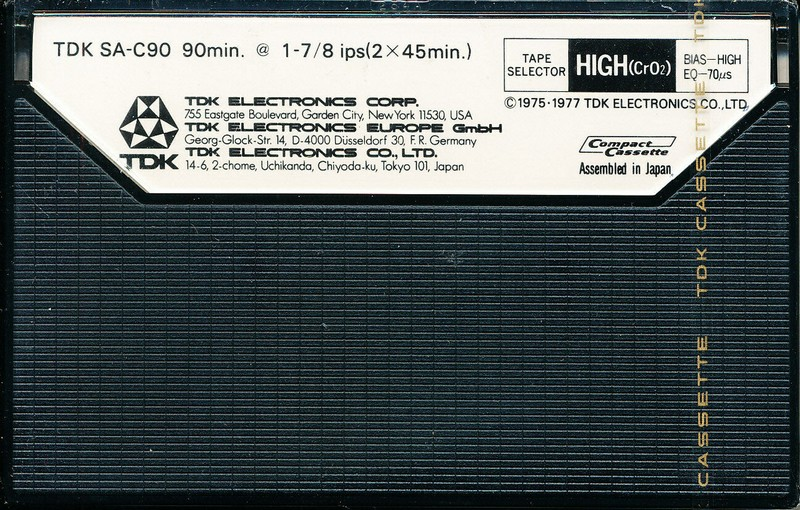 TDK SA-C90 90min. @ 1-7/8 ips(2×45min.)
TAPE SELECTOR HIGH(CrO₂) BIAS-HIGH EQ-70µs
©1975·1977 TDK ELECTRONICS CO.,LTD.
TDK
TDK ELECTRONICS CORP.
755 Eastgate Boulevard, Garden City, New York 11530, USA
TDK ELECTRONICS EUROPE GmbH
Georg-Glock-Str. 14, D-4000 Düsseldorf 30, F. R. Germany
TDK ELECTRONICS CO., LTD.
14-6, 2-chome, Uchikanda, Chiyoda-ku, Tokyo 101, Japan
Compact Cassette
Assembled in Japan
TDK
TDK CASSETTE
TDK CASSETTE
CASSETTE